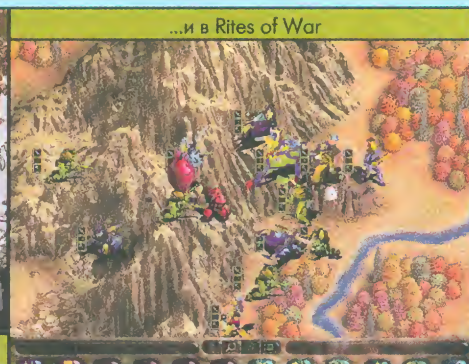 ...и в Rites of War